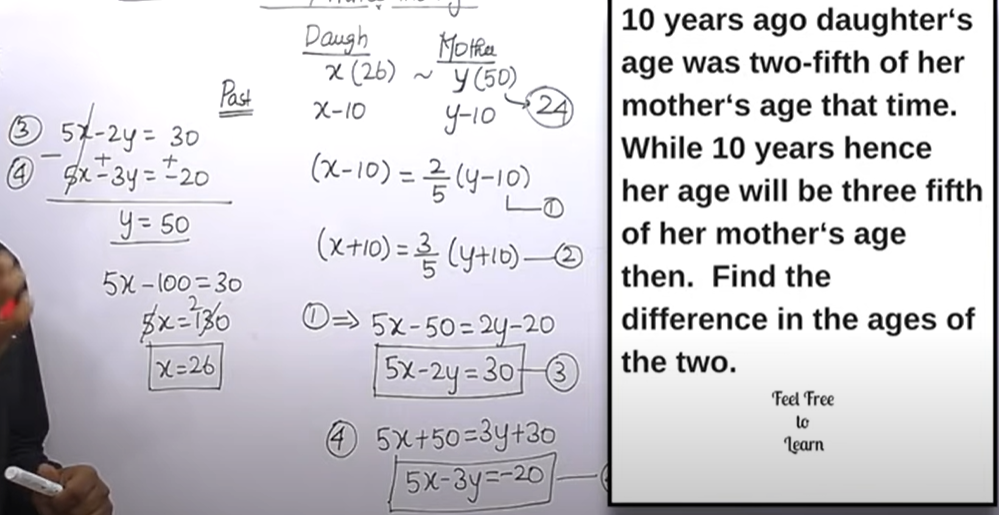 Daugh Mother
x (26) ~ y (50)
Past
x-10 y-10 → 24
(x-10) = 2/5 (y-10)
①
(x+10) = 3/5 (y+10) — ②
① ⇒ 5x-50 = 2y-20
5x-2y = 30 — ③
④ 5x+50=3y+30
5x-3y=-20
③ 5x-2y = 30
④ 5x-3y = -20
y = 50
5x-100=30
5x=130
2
x=26
10 years ago daughter‘s
age was two-fifth of her
mother‘s age that time.
While 10 years hence
her age will be three fifth
of her mother‘s age
then. Find the
difference in the ages of
the two.
Feel Free
to
Learn